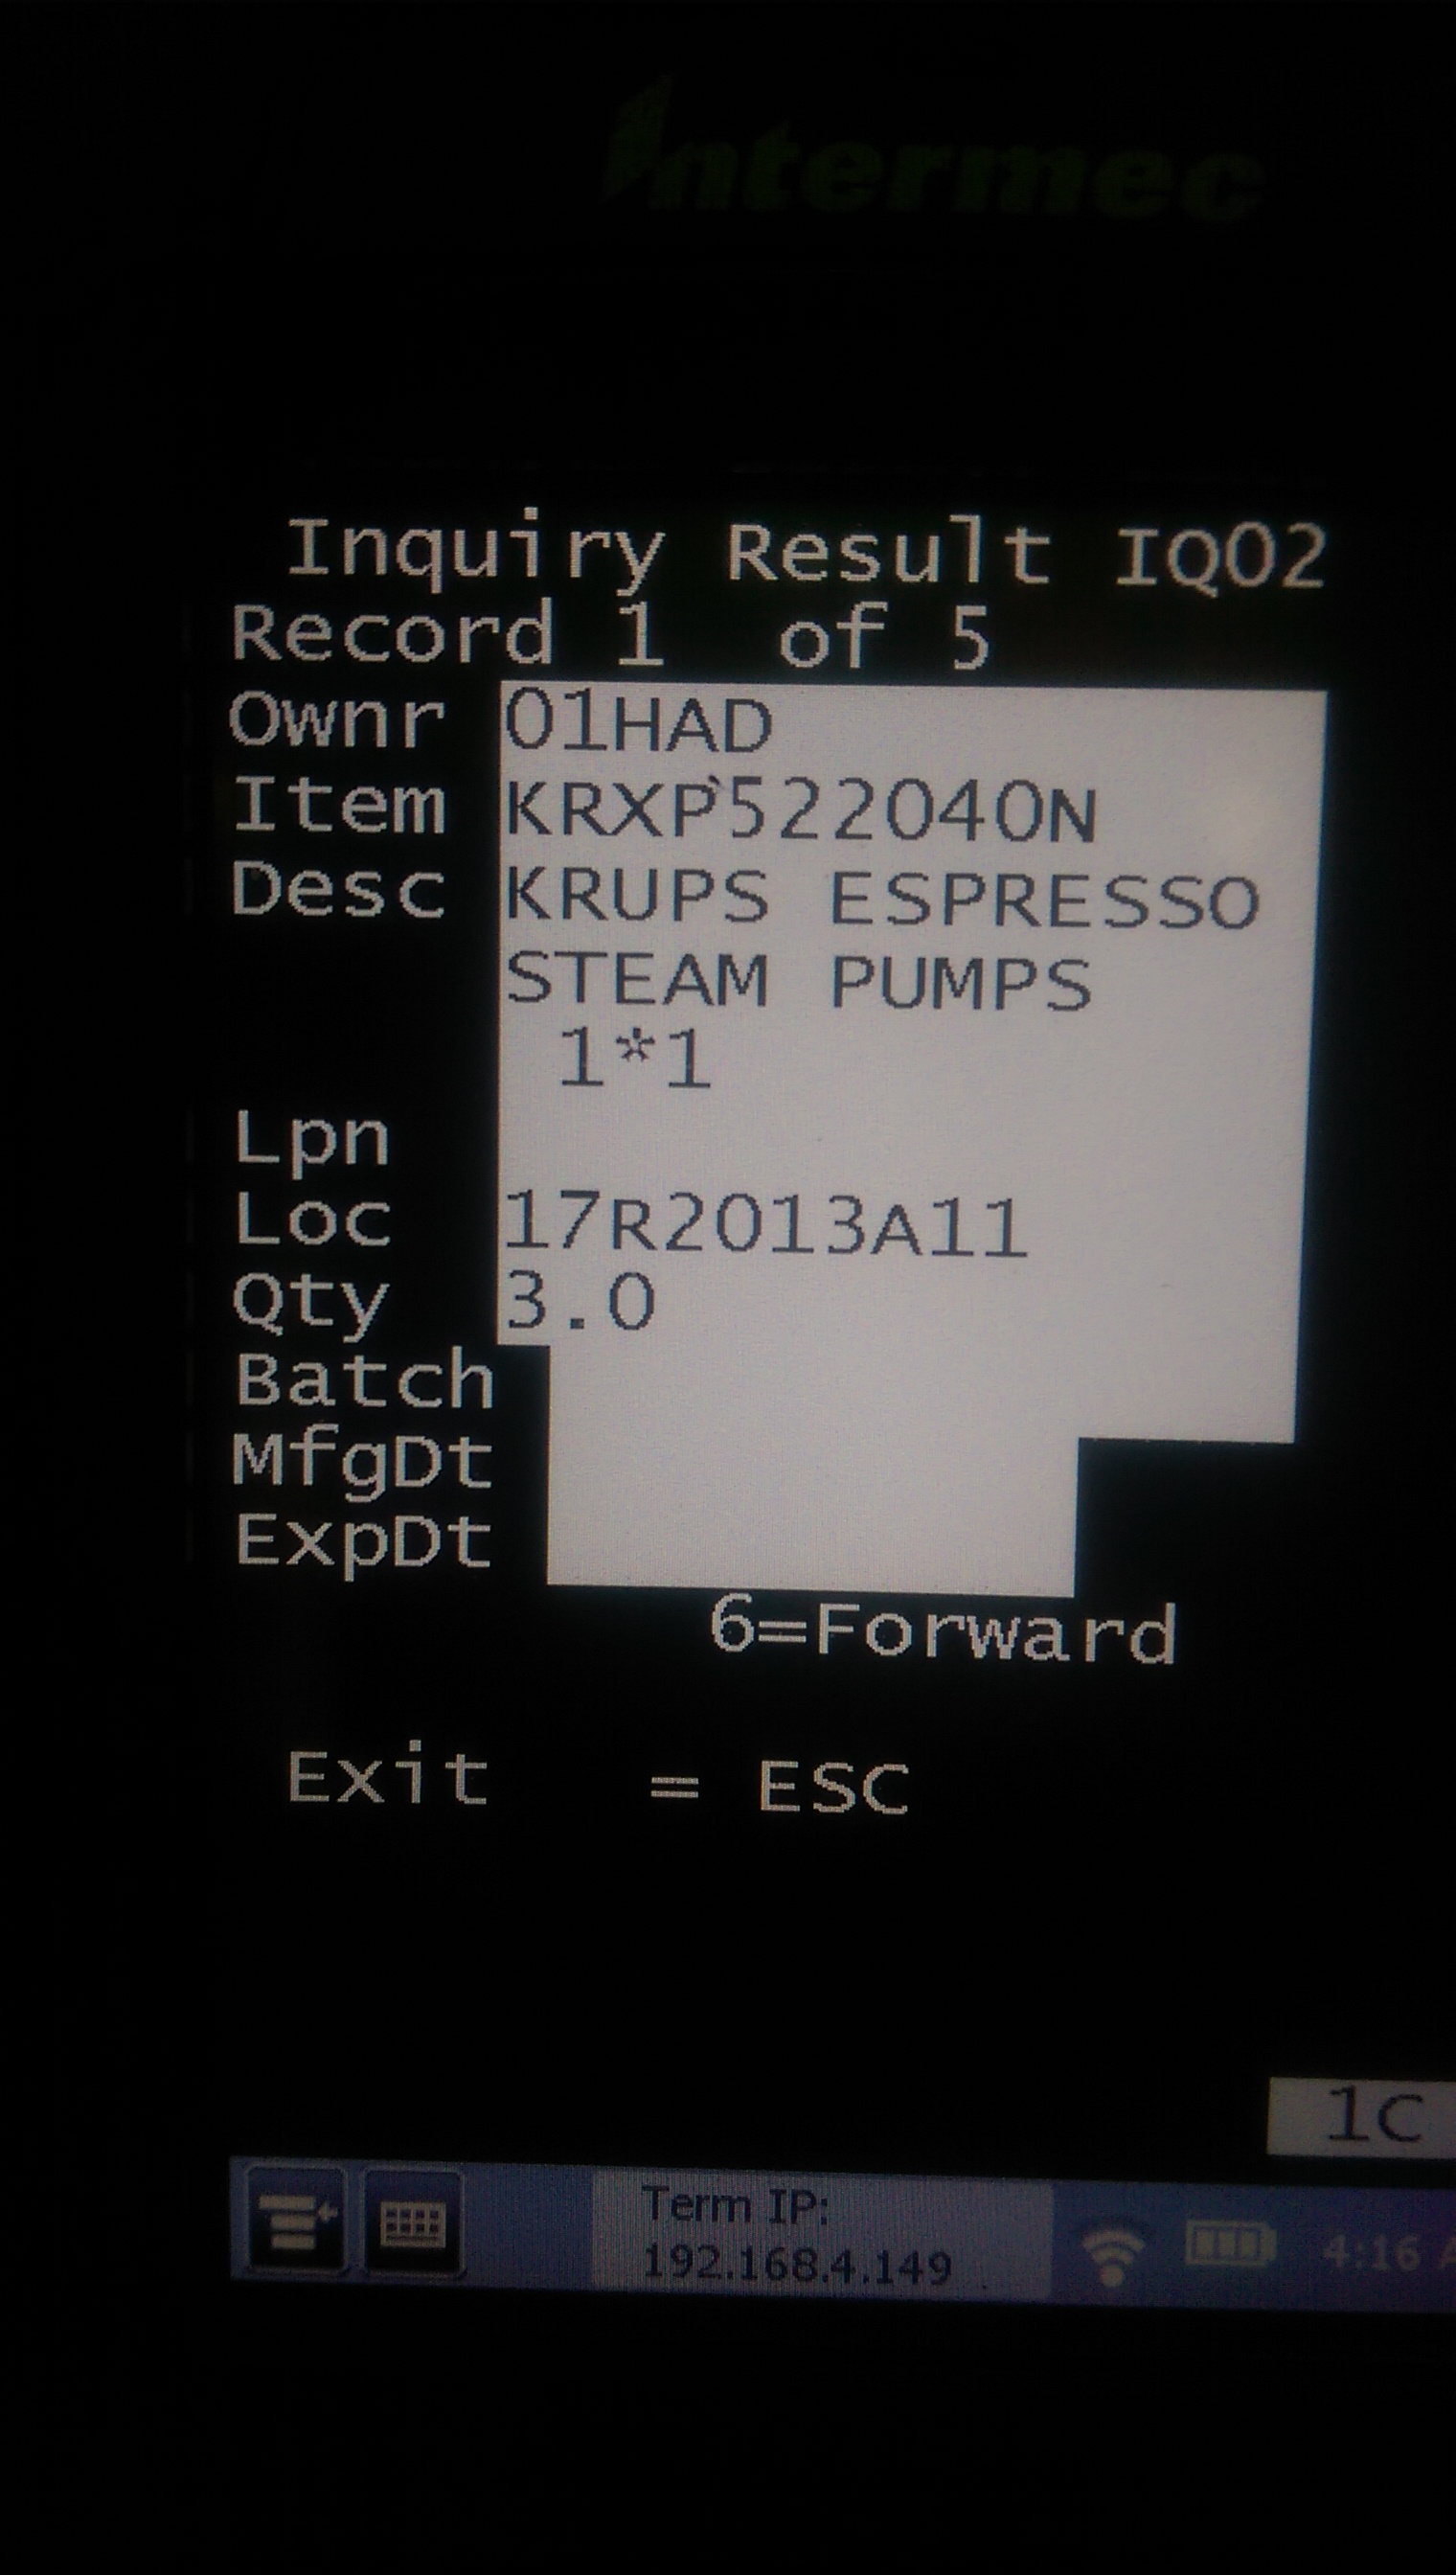 Intermec
Inquiry Result IQ02
Record 1 of 5
Ownr 01HAD
Item KRXP522040N
Desc KRUPS ESPRESSO
STEAM PUMPS
1*1
Lpn
Loc 17R2013A11
Qty 3.0
Batch
MfgDt
ExpDt
6=Forward
Exit = ESC
1C
Term IP:
192.168.4.149
4:16 A